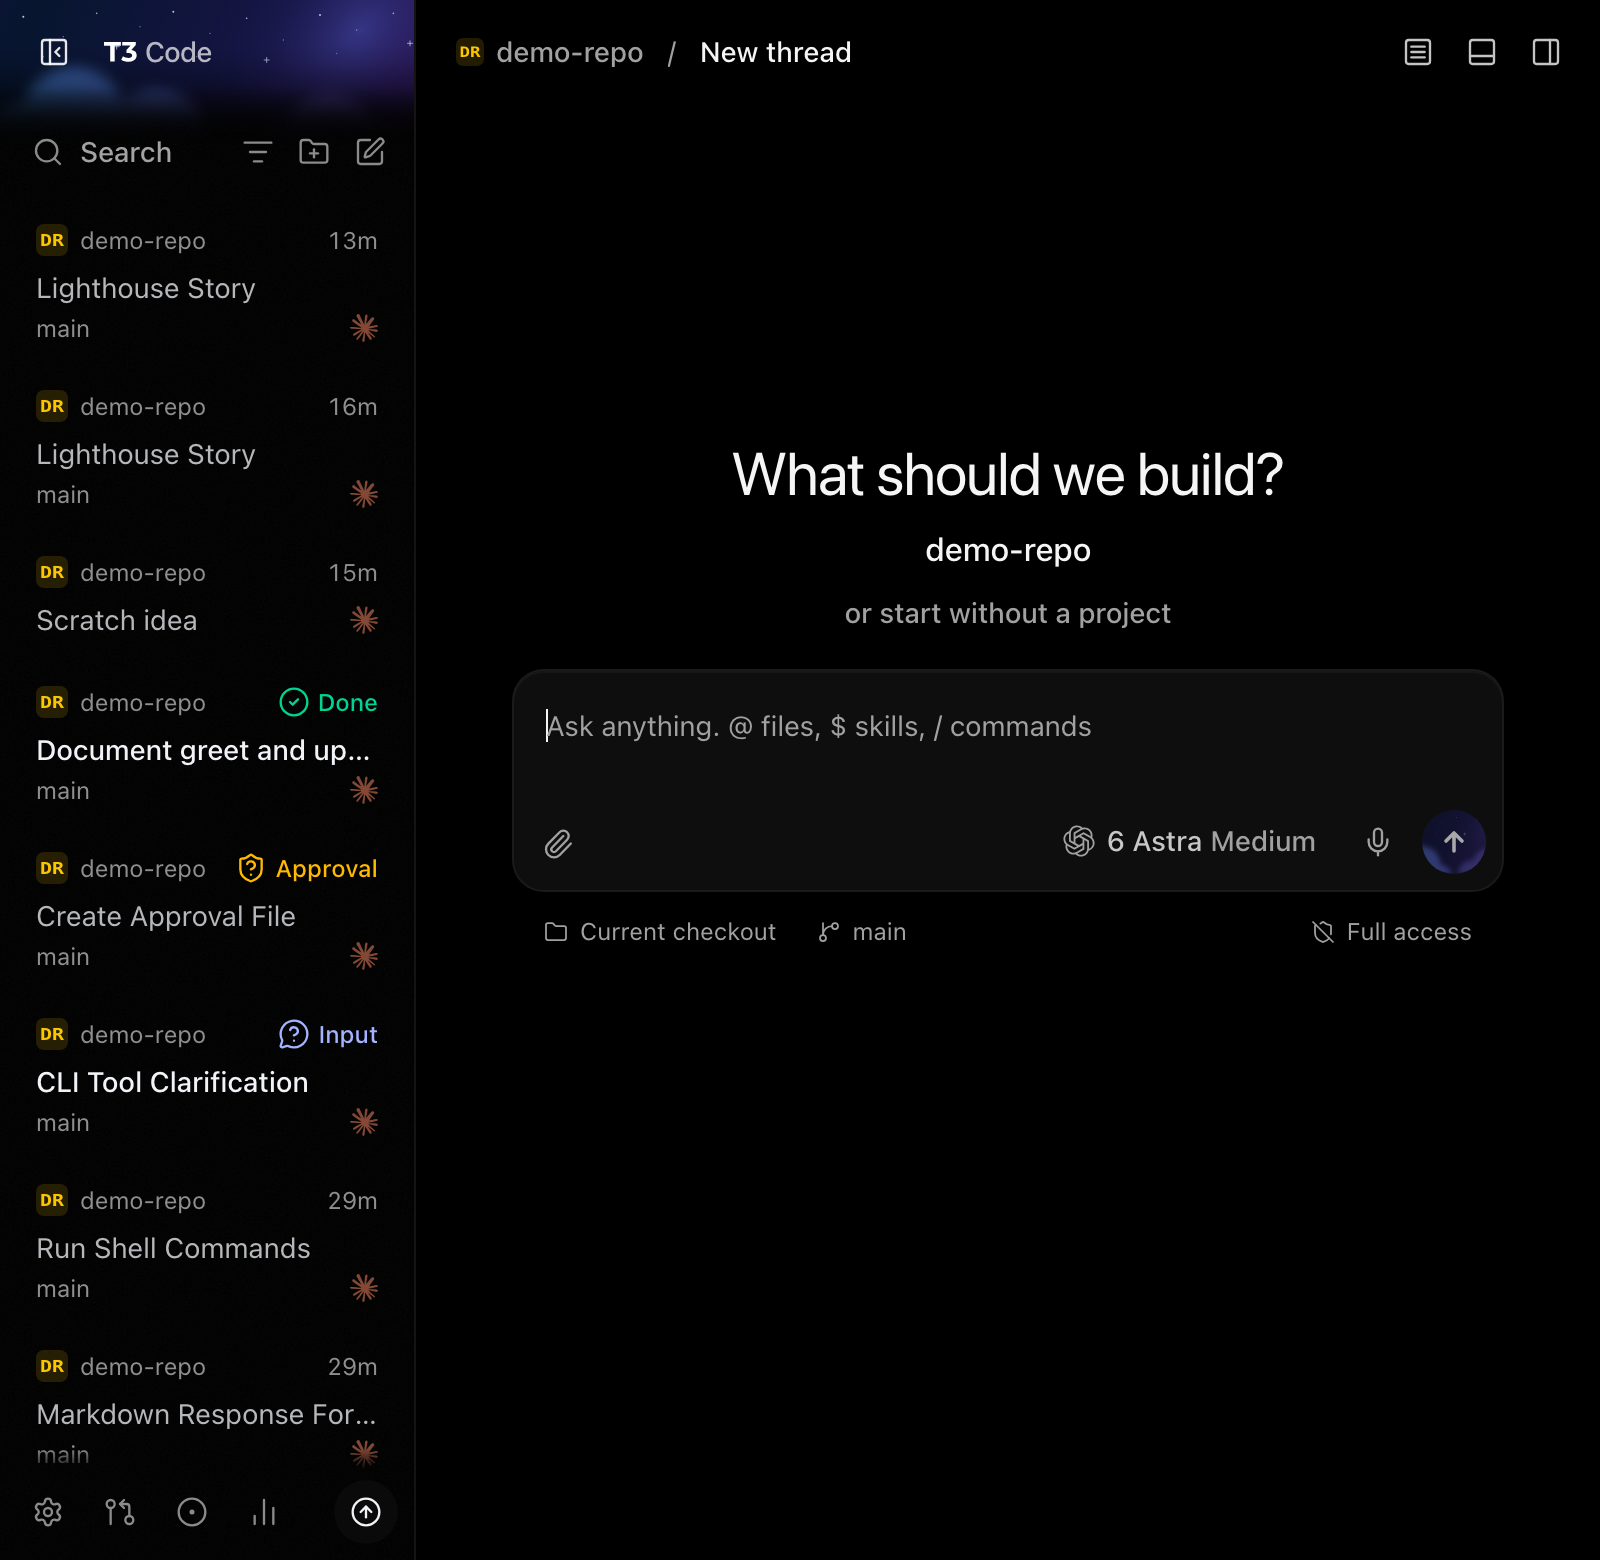 T3 Code
Search
DR demo-repo 13m
Lighthouse Story
main
DR demo-repo 16m
Lighthouse Story
main
DR demo-repo 15m
Scratch idea
DR demo-repo Done
Document greet and up...
main
DR demo-repo Approval
Create Approval File
main
DR demo-repo Input
CLI Tool Clarification
main
DR demo-repo 29m
Run Shell Commands
main
DR demo-repo 29m
Markdown Response For...
main
DR demo-repo / New thread
What should we build?
demo-repo
or start without a project
Ask anything. @ files, $ skills, / commands
6 Astra Medium
Current checkout main Full access